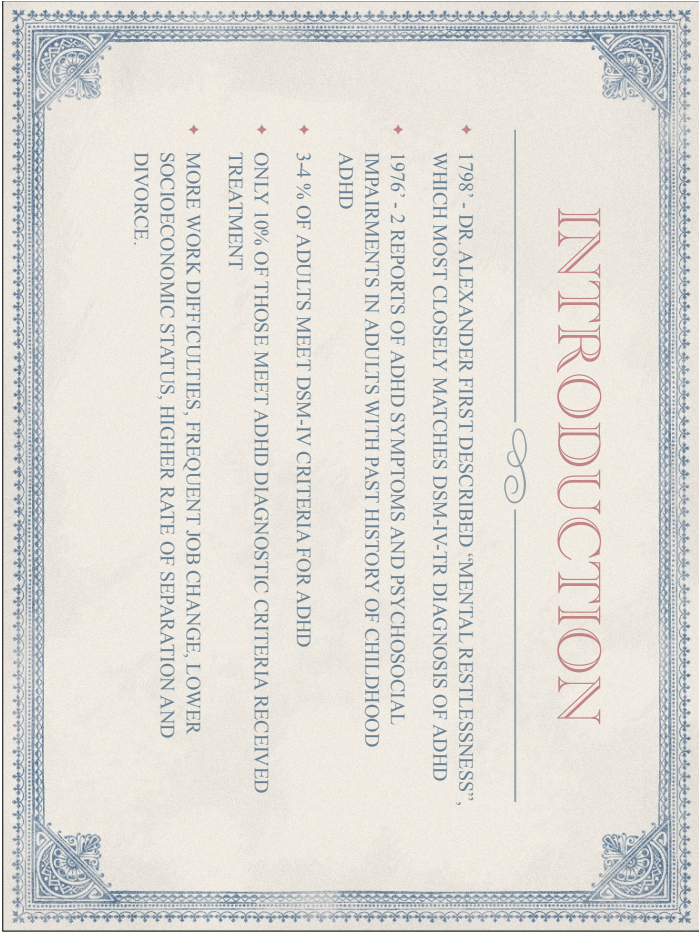 INTRODUCTION
1798' - DR. ALEXANDER FIRST DESCRIBED “MENTAL RESTLESSNESS”,
WHICH MOST CLOSELY MATCHES DSM-IV-TR DIAGNOSIS OF ADHD
1976' - 2 REPORTS OF ADHD SYMPTOMS AND PSYCHOSOCIAL
IMPAIRMENTS IN ADULTS WITH PAST HISTORY OF CHILDHOOD
ADHD
3-4 % OF ADULTS MEET DSM-IV CRITERIA FOR ADHD
ONLY 10% OF THOSE MEET ADHD DIAGNOSTIC CRITERIA RECEIVED
TREATMENT
MORE WORK DIFFICULTIES, FREQUENT JOB CHANGE, LOWER
SOCIOECONOMIC STATUS, HIGHER RATE OF SEPARATION AND
DIVORCE.